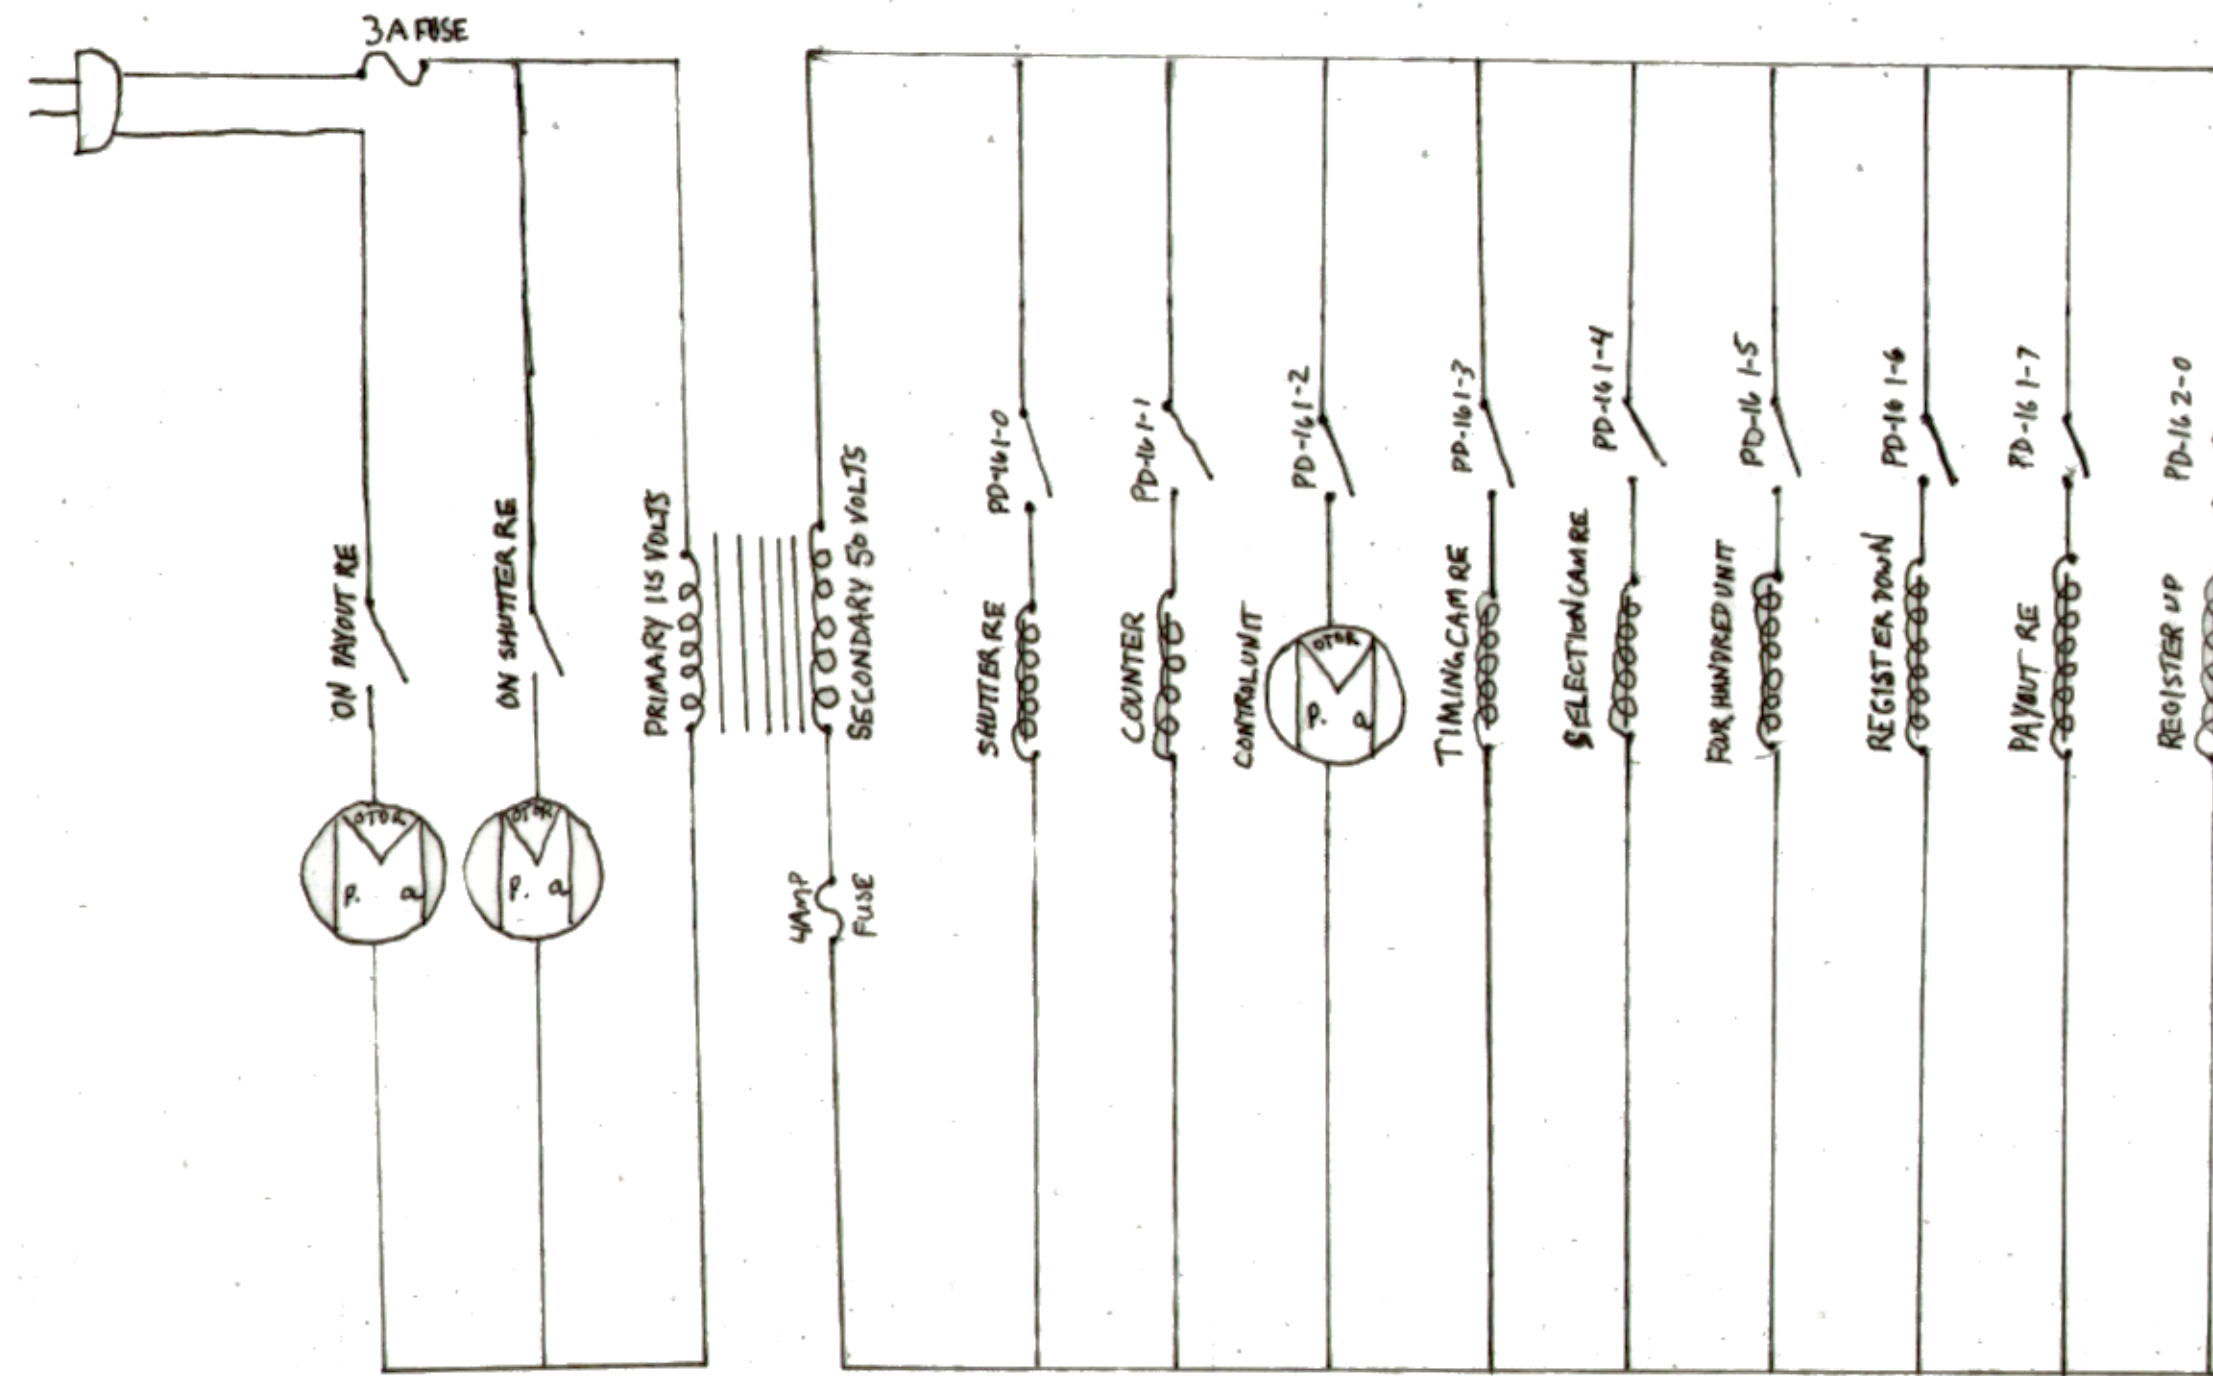 3A FUSE
ON PAYOUT RE
ON SHUTTER RE
PRIMARY 115 VOLTS
SECONDARY 50 VOLTS
4AMP
FUSE
PD-161-0
SHUTTER RE
PD-161-1
COUNTER
PD-161-2
CONTROL UNIT
PD-161-3
TIMING CAM RE
PD-161-4
SELECTION CAM RE
PD-161-5
FOR HUNDRED UNIT
PD-161-6
REGISTER DOWN
PD-161-7
PAYOUT RE
PD-162-0
REGISTER UP
OTOR
P. R
OTOR
P. R
OTOR
P. R